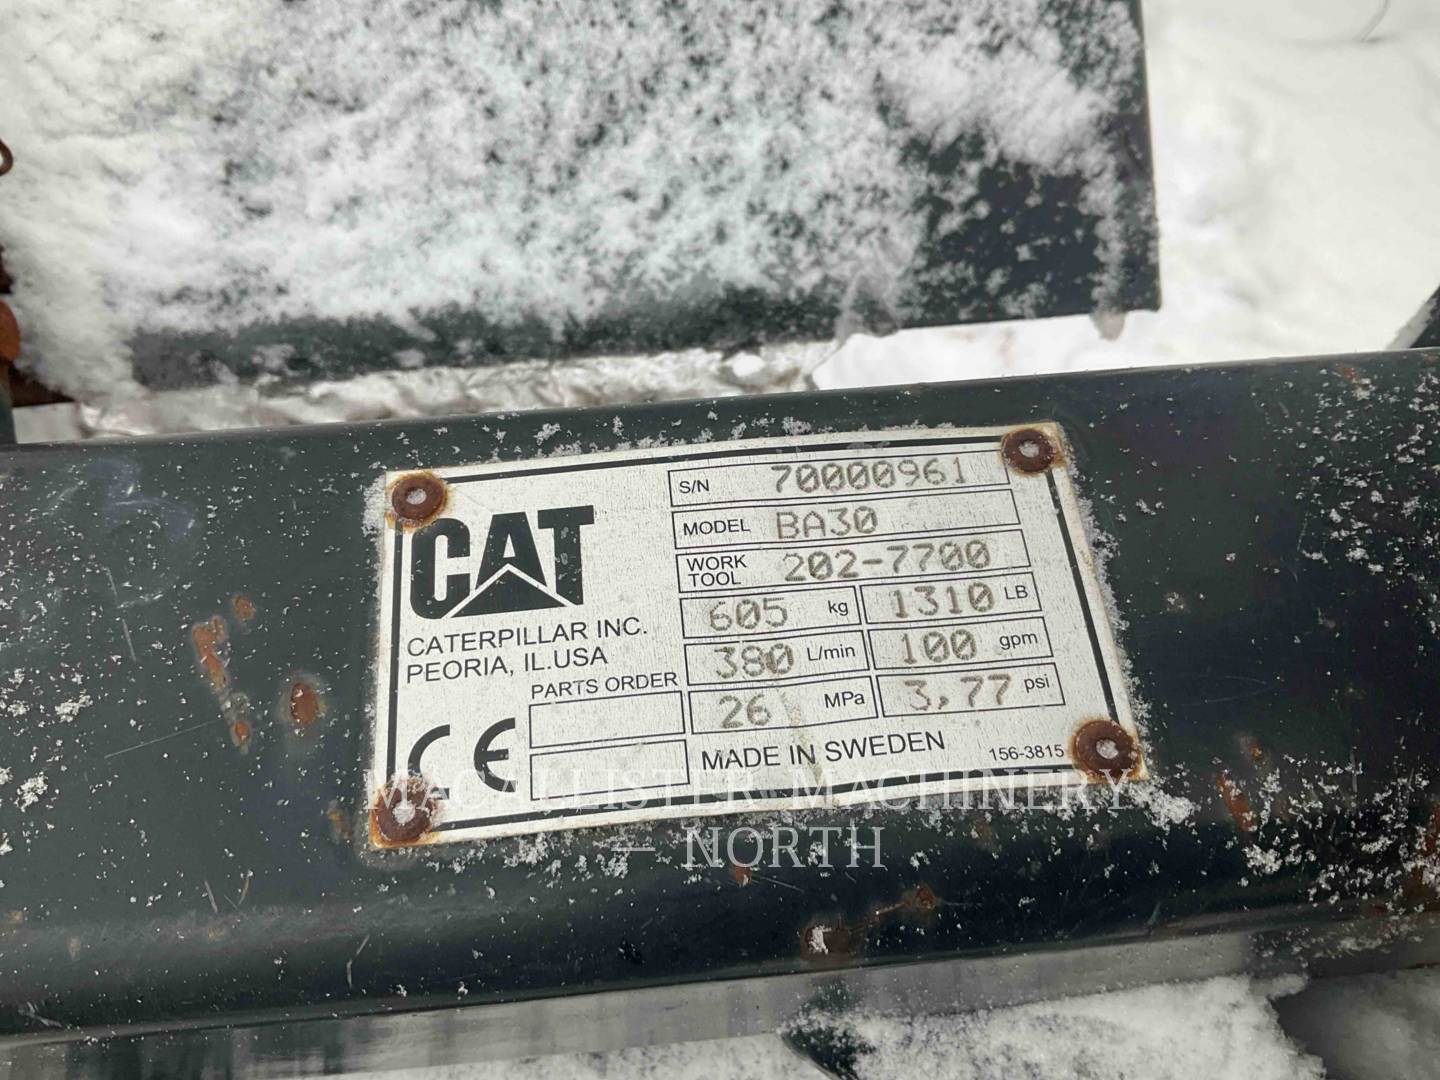 CAT
CATERPILLAR INC.
PEORIA, IL.USA
PARTS ORDER
CE
S/N 70000961
MODEL BA30
WORK TOOL 202-7700
605 kg 1310 LB
380 L/min 100 gpm
26 MPa 3,77 psi
MADE IN SWEDEN 156-3815
MACALLISTER MACHINERY
— NORTH